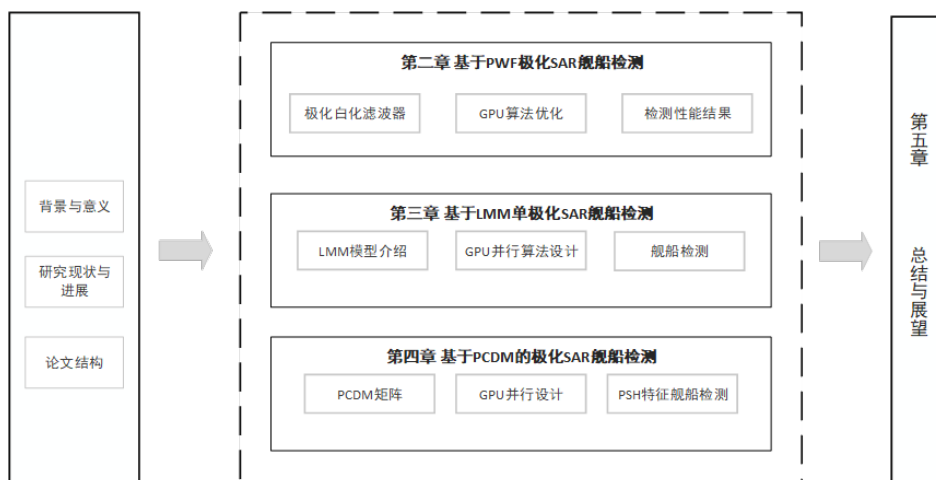 背景与意义
研究现状与
进展
论文结构
第二章 基于PWF极化SAR舰船检测
极化白化滤波器
GPU算法优化
检测性能结果
第三章 基于LMM单极化SAR舰船检测
LMM模型介绍
GPU并行算法设计
舰船检测
第四章 基于PCDM的极化SAR舰船检测
PCDM矩阵
GPU并行设计
PSH特征舰船检测
第五章
总结与展望